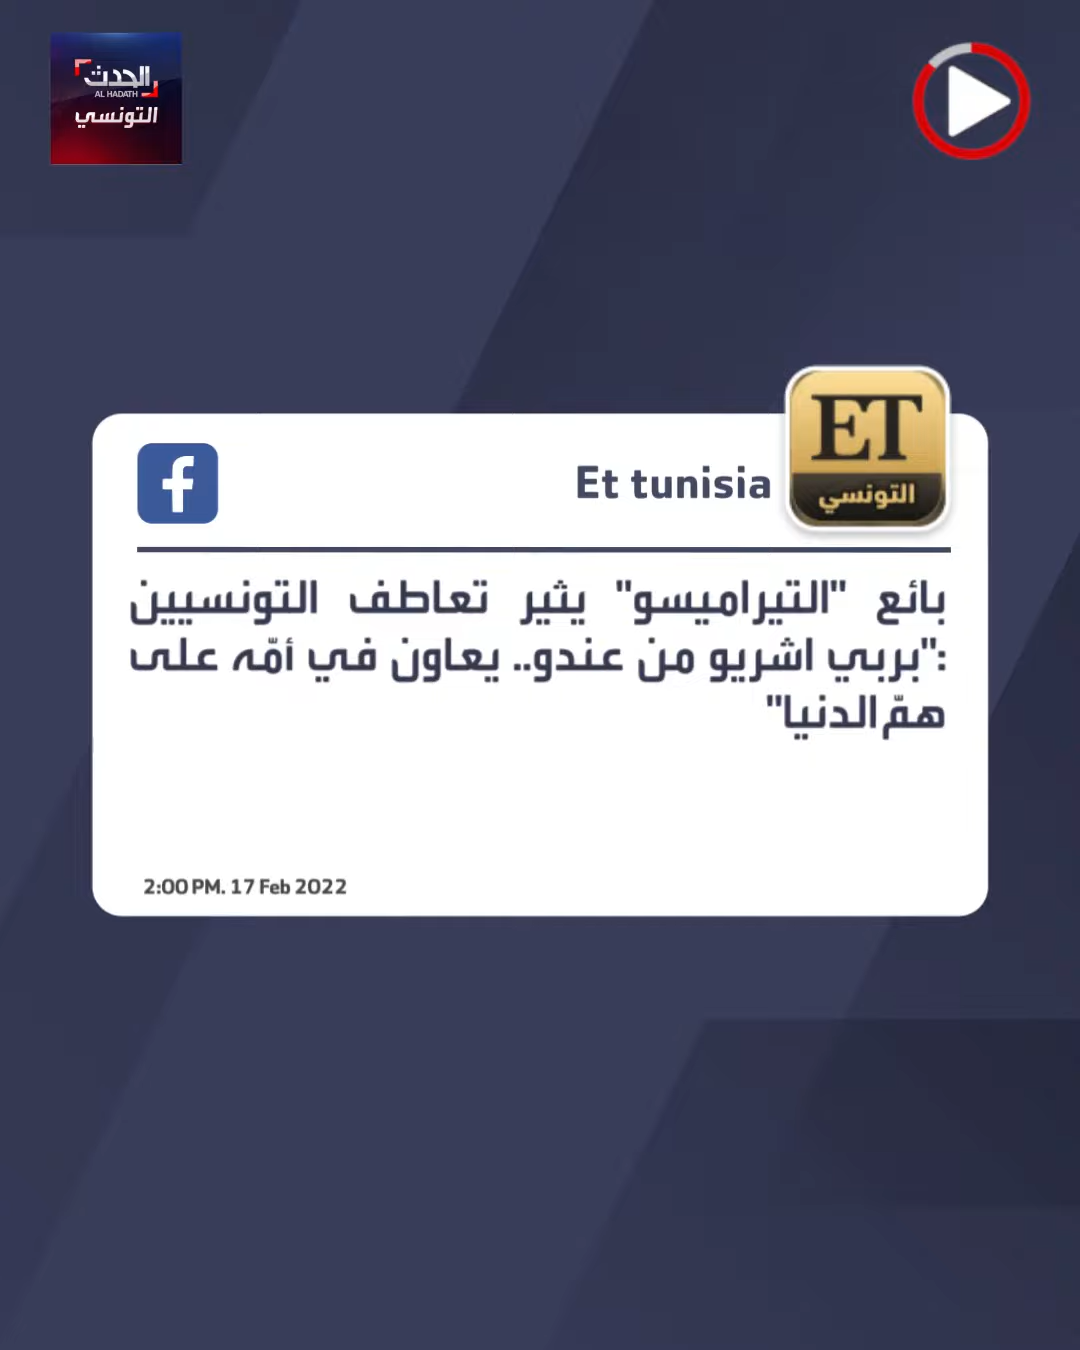 الحدث
AL HADATH
التونسي
ET
التونسي
Et tunisia
بائع "التيراميسو" يثير تعاطف التونسيين
:"بربي اشريو من عندو.. يعاون في أمّه على
همّ الدنيا"
2:00 PM. 17 Feb 2022